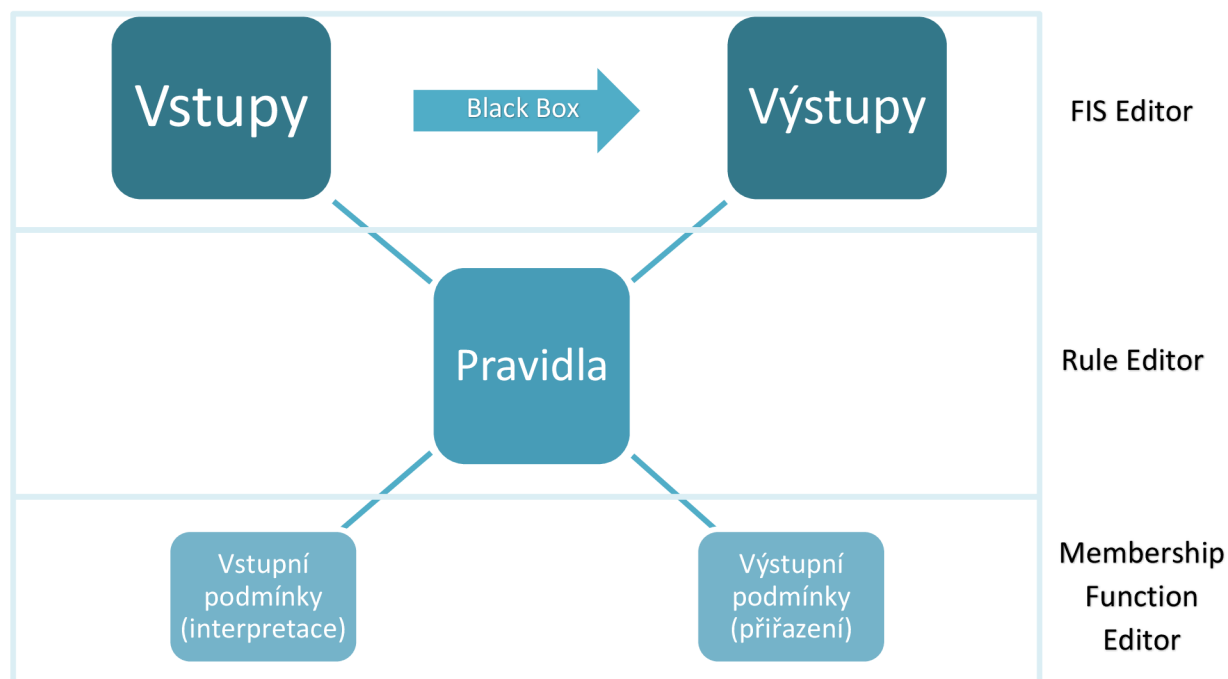 Vstupy
Black Box
Výstupy
FIS Editor
Pravidla
Rule Editor
Vstupní
podmínky
(interpretace)
Výstupní
podmínky
(přiřazení)
Membership
Function
Editor